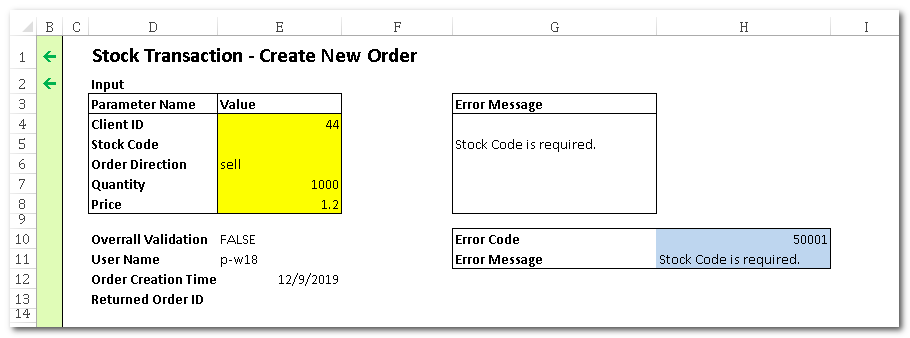 B C D E F G H I
1 Stock Transaction - Create New Order
2 Input
3 Parameter Name Value Error Message
4 Client ID 44
5 Stock Code Stock Code is required.
6 Order Direction sell
7 Quantity 1000
8 Price 1.2
9
10 Overrall Validation FALSE Error Code 50001
11 User Name p-w18 Error Message Stock Code is required.
12 Order Creation Time 12/9/2019
13 Returned Order ID
14